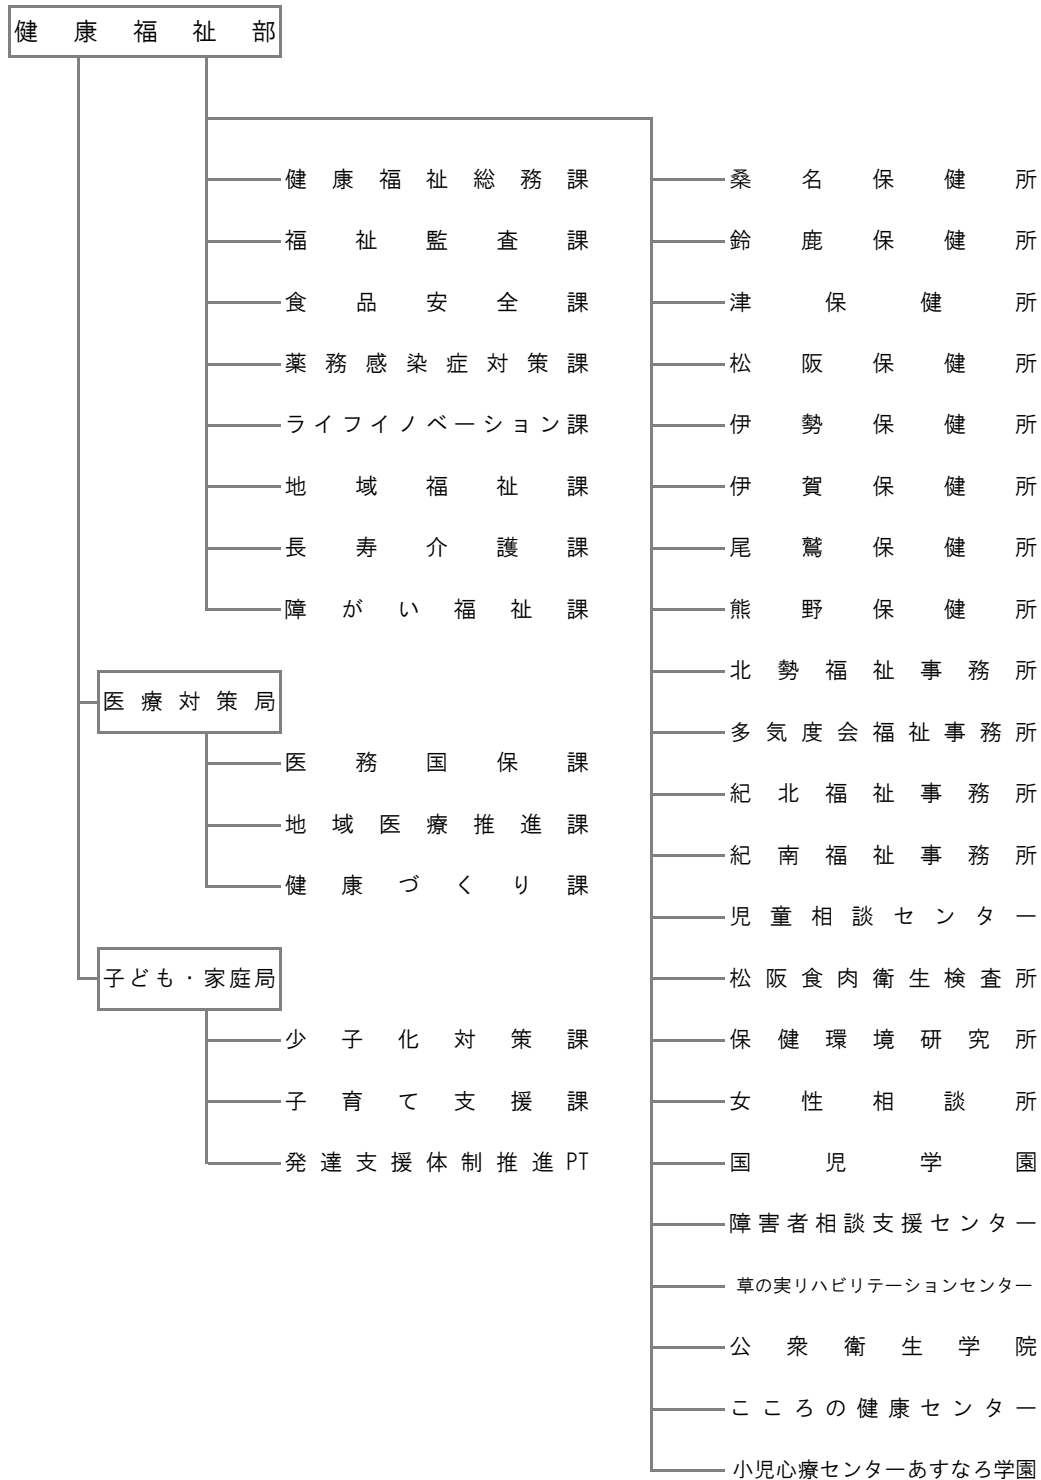 健康福祉部
健康福祉総務課
福祉監査課
食品安全課
薬務感染症対策課
ライフイノベーション課
地域福祉課
長寿介護課
障がい福祉課
医療対策局
医務国保課
地域医療推進課
健康づくり課
子ども・家庭局
少子化対策課
子育て支援課
発達支援体制推進PT
桑名保健所
鈴鹿保健所
津保健所
松阪保健所
伊勢保健所
伊賀保健所
尾鷲保健所
熊野保健所
北勢福祉事務所
多気度会福祉事務所
紀北福祉事務所
紀南福祉事務所
児童相談センター
松阪食肉衛生検査所
保健環境研究所
女性相談所
国児学園
障害者相談支援センター
草の実リハビリテーションセンター
公衆衛生学院
こころの健康センター
小児心療センターあすなろ学園